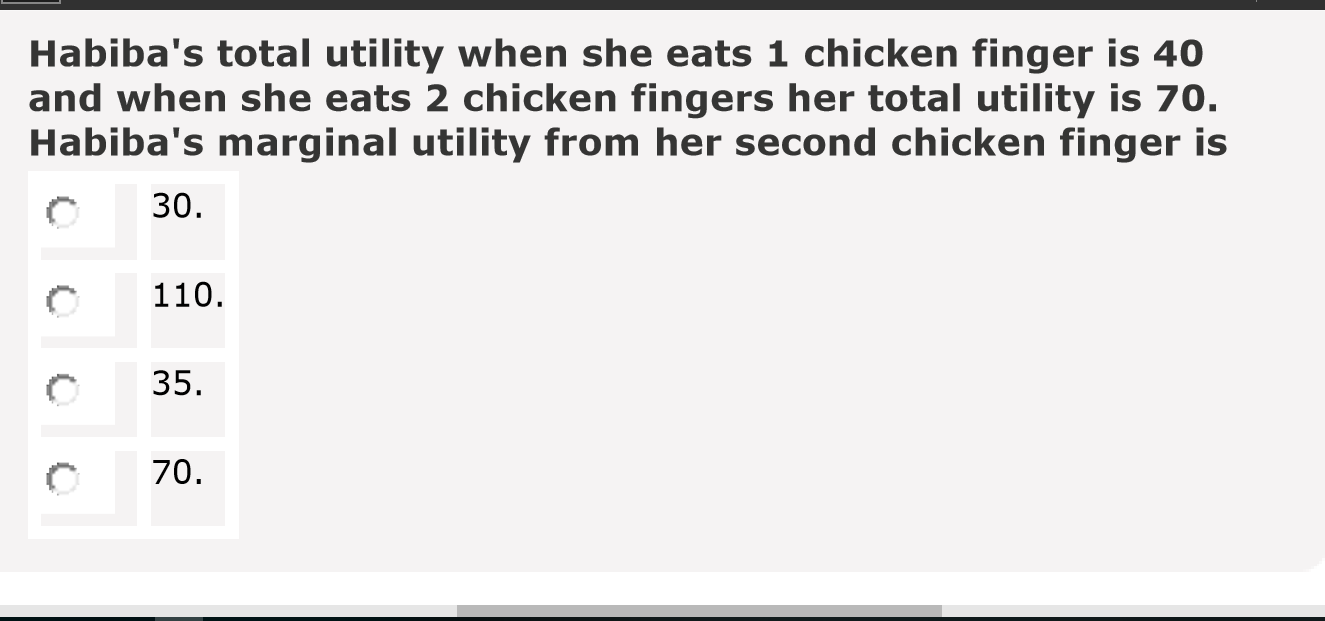 Habiba's total utility when she eats 1 chicken finger is 40
and when she eats 2 chicken fingers her total utility is 70.
Habiba's marginal utility from her second chicken finger is
30.
110.
35.
70.